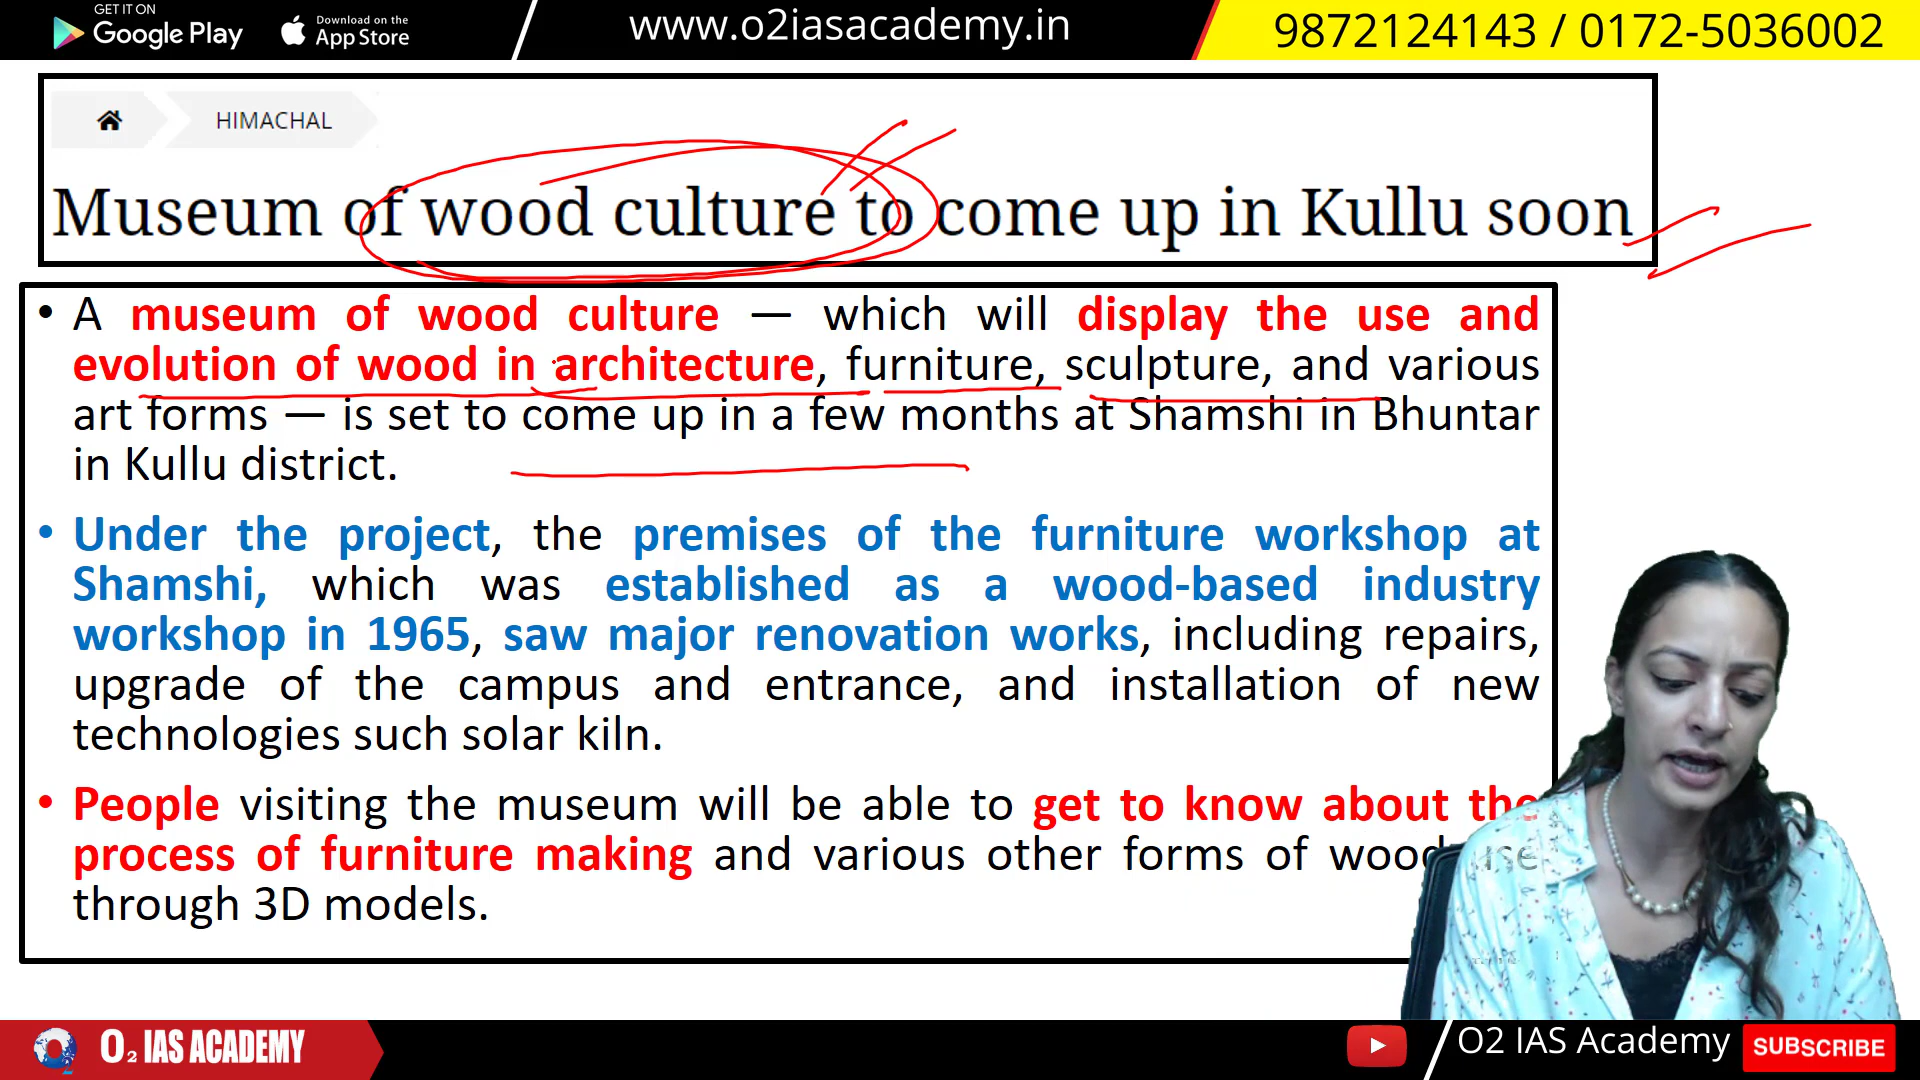 GET IT ON
Google Play
Download on the
App Store
www.o2iasacademy.in
9872124143 / 0172-5036002
HIMACHAL
Museum of wood culture to come up in Kullu soon
• A museum of wood culture — which will display the use and
evolution of wood in architecture, furniture, sculpture, and various
art forms — is set to come up in a few months at Shamshi in Bhuntar
in Kullu district.
• Under the project, the premises of the furniture workshop at
Shamshi, which was established as a wood-based industry
workshop in 1965, saw major renovation works, including repairs,
upgrade of the campus and entrance, and installation of new
technologies such solar kiln.
• People visiting the museum will be able to get to know about the
process of furniture making and various other forms of wood use
through 3D models.
O2 IAS ACADEMY
O2 IAS Academy
SUBSCRIBE